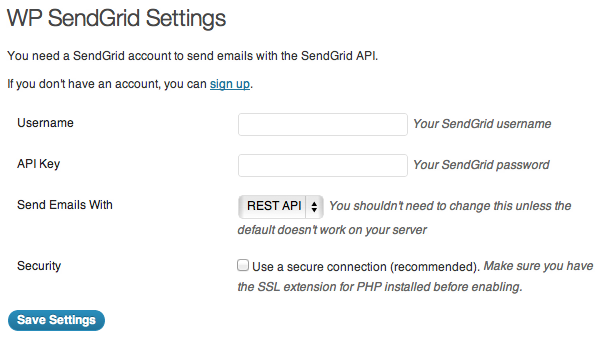 WP SendGrid Settings
You need a SendGrid account to send emails with the SendGrid API.
If you don't have an account, you can sign up.
Username Your SendGrid username
API Key Your SendGrid password
Send Emails With REST API You shouldn't need to change this unless the
default doesn't work on your server
Security Use a secure connection (recommended). Make sure you have
the SSL extension for PHP installed before enabling.
Save Settings